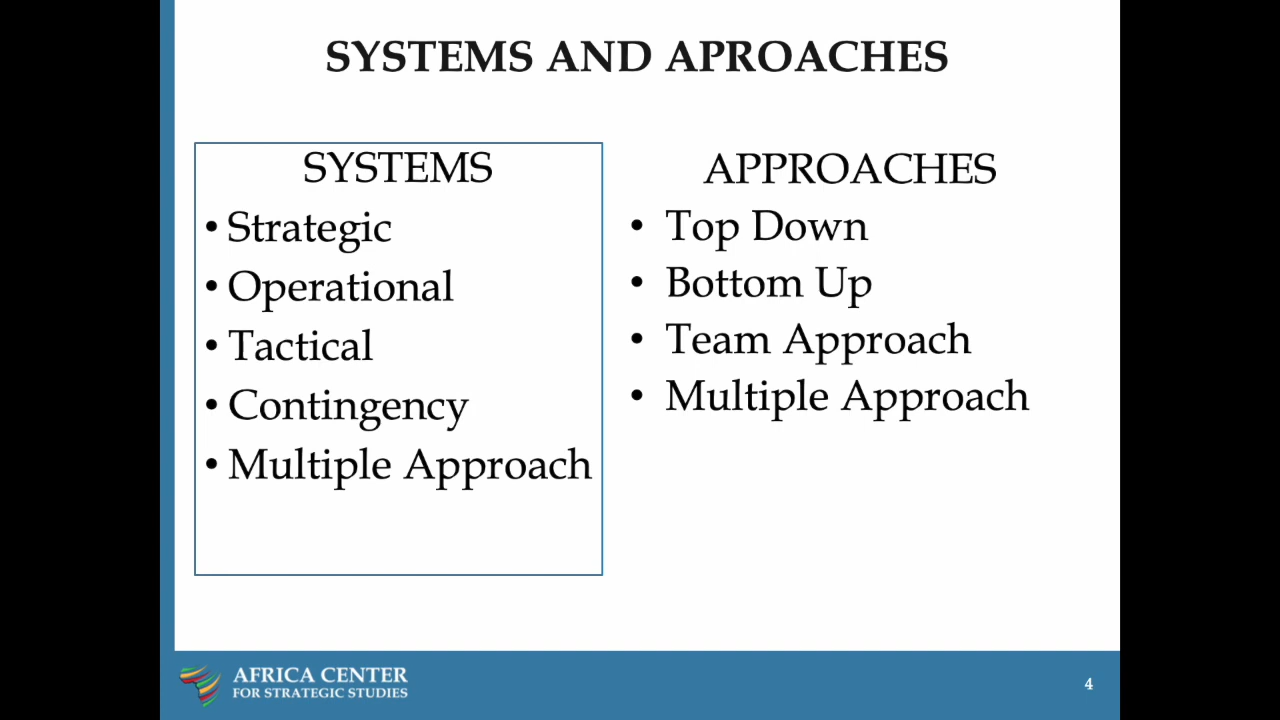 SYSTEMS AND APROACHES
SYSTEMS
• Strategic
• Operational
• Tactical
• Contingency
• Multiple Approach
APPROACHES
• Top Down
• Bottom Up
• Team Approach
• Multiple Approach
AFRICA CENTER
FOR STRATEGIC STUDIES
4